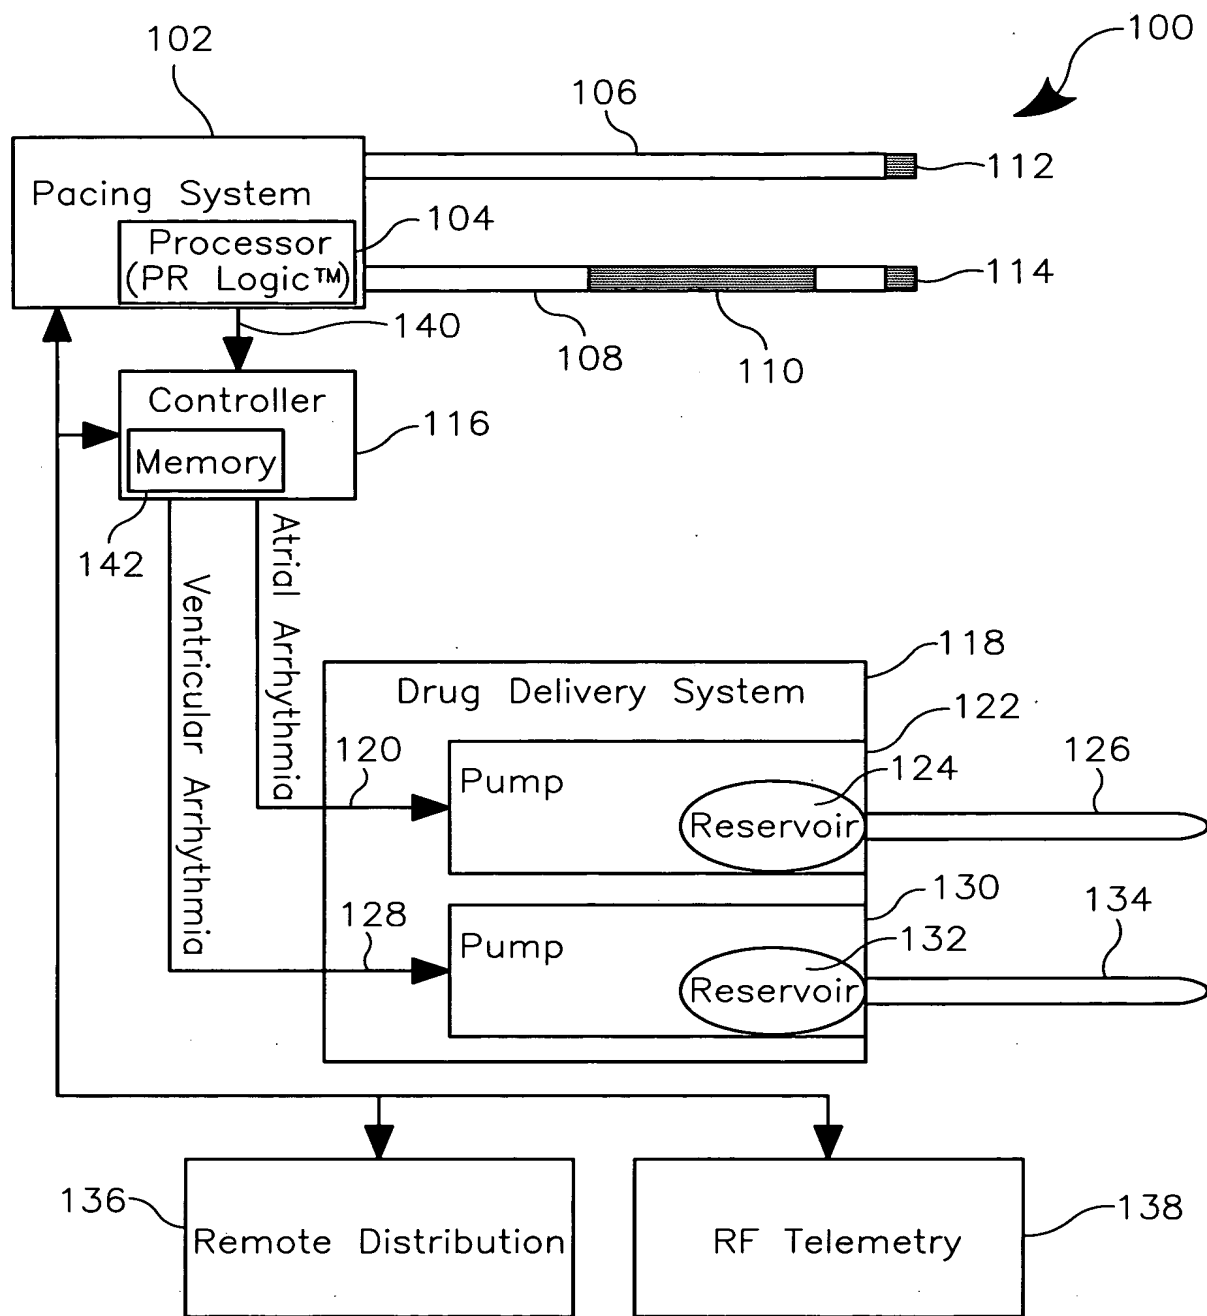 100
102
106
112
Pacing System
104
Processor
(PR Logic™)
114
140
108
110
Controller
116
Memory
142
Atrial Arrhythmia
Ventricular Arrhythmia
118
Drug Delivery System
122
120
Pump
124
126
Reservoir
130
128
Pump
132
134
Reservoir
136
Remote Distribution
RF Telemetry
138